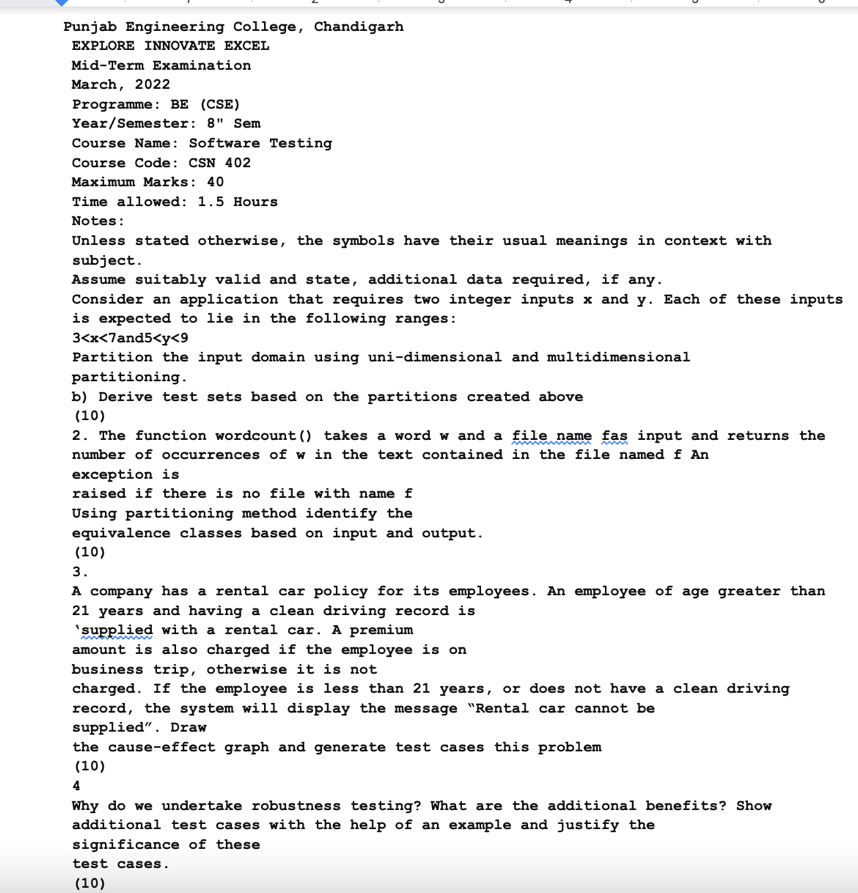 Punjab Engineering College, Chandigarh
EXPLORE INNOVATE EXCEL
Mid-Term Examination
March, 2022
Programme: BE (CSE)
Year/Semester: 8" Sem
Course Name: Software Testing
Course Code: CSN 402
Maximum Marks: 40
Time allowed: 1.5 Hours
Notes:
Unless stated otherwise, the symbols have their usual meanings in context with
subject.
Assume suitably valid and state, additional data required, if any.
Consider an application that requires two integer inputs x and y. Each of these inputs
is expected to lie in the following ranges:
3<x<7and5<y<9
Partition the input domain using uni-dimensional and multidimensional
partitioning.
b) Derive test sets based on the partitions created above
(10)
2. The function wordcount() takes a word w and a file name fas input and returns the
number of occurrences of w in the text contained in the file named f An
exception is
raised if there is no file with name f
Using partitioning method identify the
equivalence classes based on input and output.
(10)
3.
A company has a rental car policy for its employees. An employee of age greater than
21 years and having a clean driving record is
‘supplied with a rental car. A premium
amount is also charged if the employee is on
business trip, otherwise it is not
charged. If the employee is less than 21 years, or does not have a clean driving
record, the system will display the message “Rental car cannot be
supplied”. Draw
the cause-effect graph and generate test cases this problem
(10)
4
Why do we undertake robustness testing? What are the additional benefits? Show
additional test cases with the help of an example and justify the
significance of these
test cases.
(10)